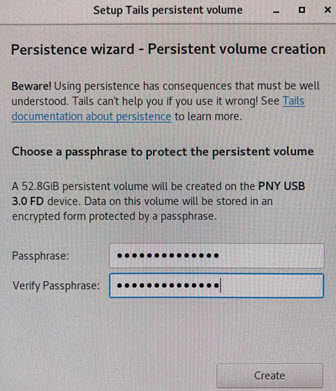 Setup Tails persistent volume
Persistence wizard - Persistent volume creation
Beware! Using persistence has consequences that must be well
understood. Tails can't help you if you use it wrong! See Tails
documentation about persistence to learn more.
Choose a passphrase to protect the persistent volume
A 52.8GiB persistent volume will be created on the PNY USB
3.0 FD device. Data on this volume will be stored in an
encrypted form protected by a passphrase.
Passphrase: ●●●●●●●●●●●●●●
Verify Passphrase: ●●●●●●●●●●●●●●
Create